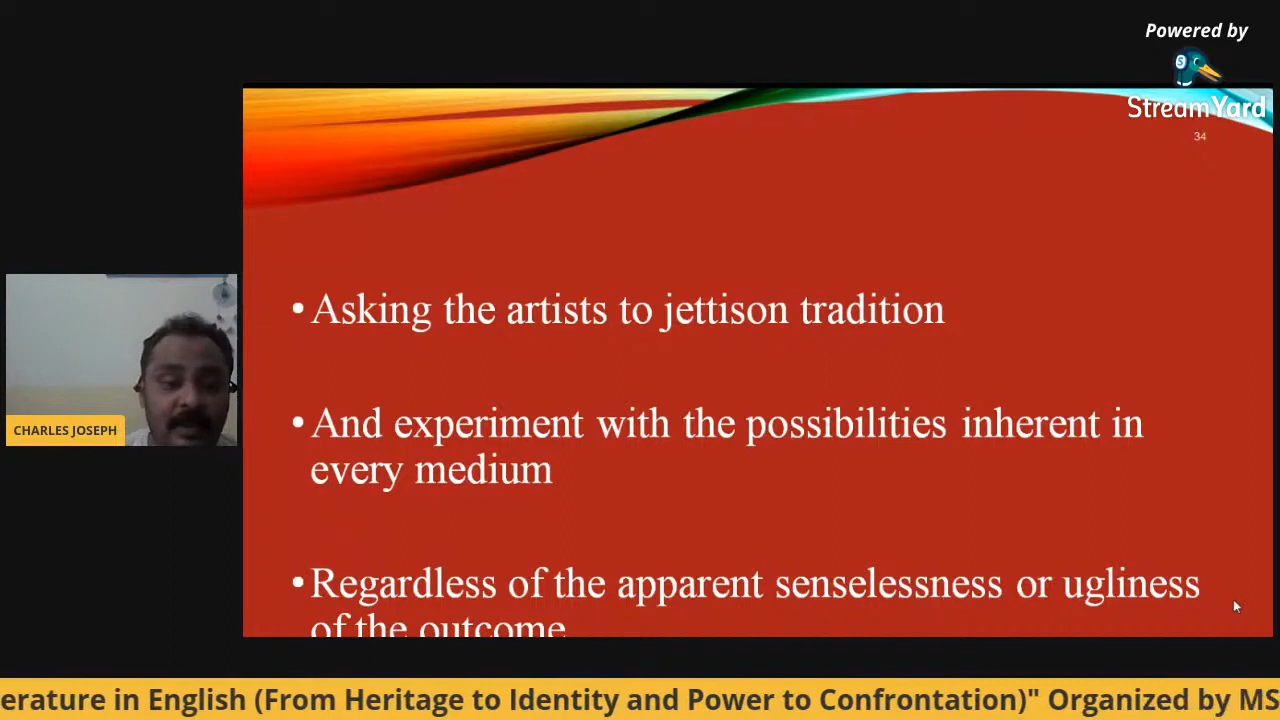 Powered by
StreamYard
34
• Asking the artists to jettison tradition
• And experiment with the possibilities inherent in
every medium
• Regardless of the apparent senselessness or ugliness
of the outcome
CHARLES JOSEPH
erature in English (From Heritage to Identity and Power to Confrontation)" Organized by MS